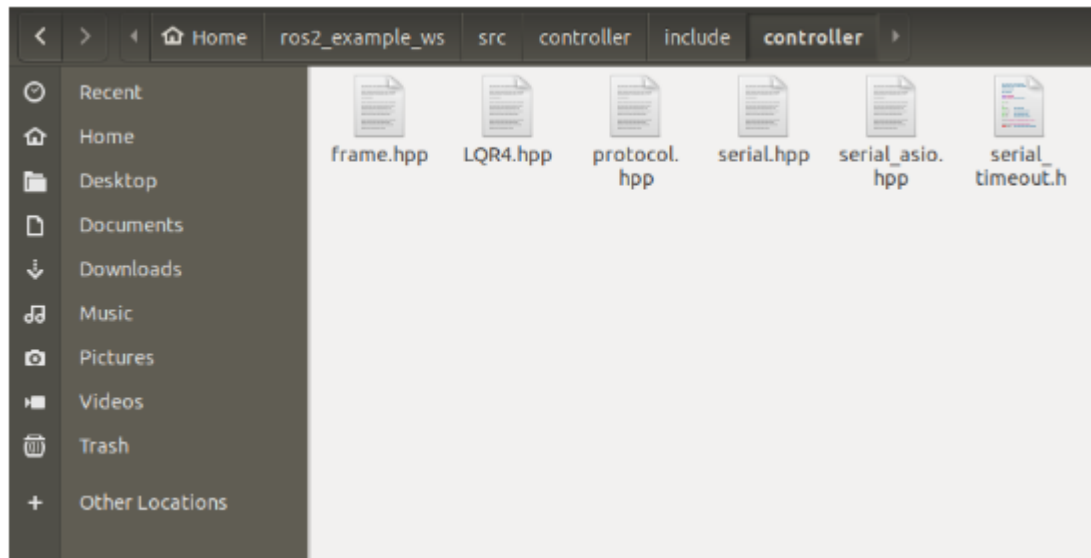 Home ros2_example_ws src controller include controller
Recent
Home
Desktop
Documents
Downloads
Music
Pictures
Videos
Trash
Other Locations
frame.hpp
LQR4.hpp
protocol.
hpp
serial.hpp
serial_asio.
hpp
serial_
timeout.h